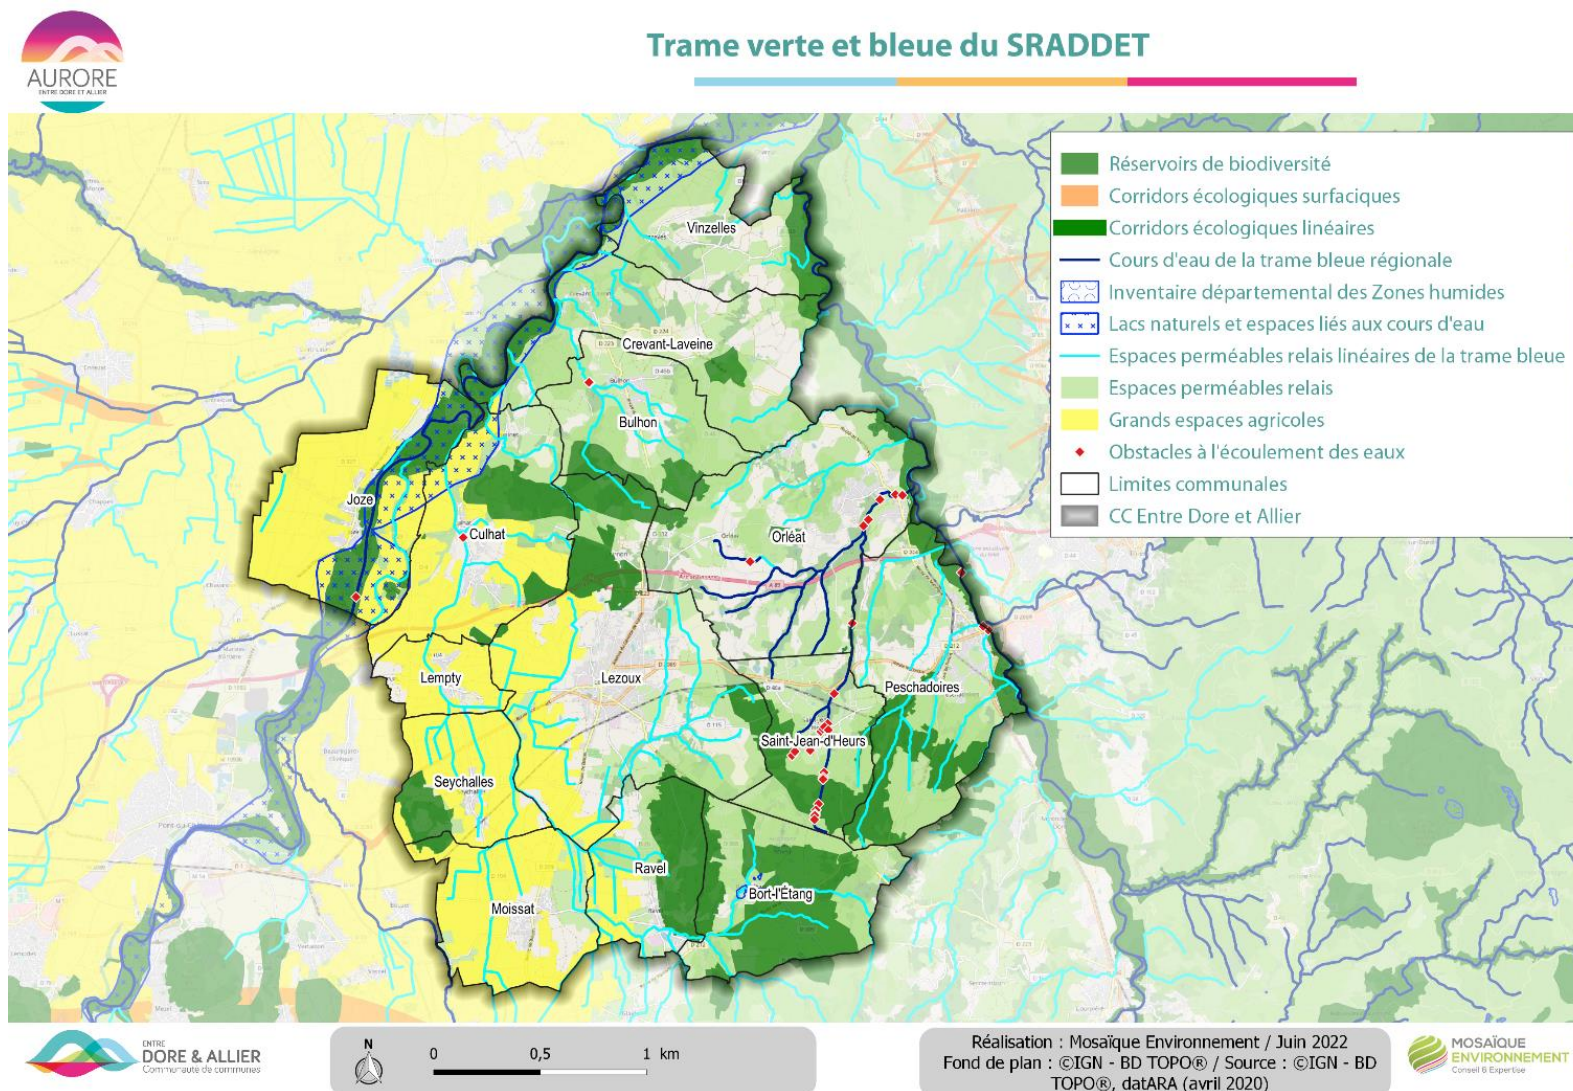 Trame verte et bleue du SRADDET
AURORE
ENTRE DORE ET ALLIER
Réservoirs de biodiversité
Corridors écologiques surfaciques
Corridors écologiques linéaires
Cours d'eau de la trame bleue régionale
Inventaire départemental des Zones humides
Lacs naturels et espaces liés aux cours d'eau
Espaces perméables relais linéaires de la trame bleue
Espaces perméables relais
Grands espaces agricoles
Obstacles à l'écoulement des eaux
Limites communales
CC Entre Dore et Allier
Vinzelles
Crevant-Laveine
Bulhon
Joze
Culhat
Orléat
Lempty
Lezoux
Peschadoires
Saint-Jean-d'Heurs
Seychalles
Ravel
Bort-l'Étang
Moissat
ENTRE
DORE & ALLIER
Communauté de communes
N
0 0,5 1 km
Réalisation : Mosaïque Environnement / Juin 2022
Fond de plan : ©IGN - BD TOPO® / Source : ©IGN - BD
TOPO®, datARA (avril 2020)
MOSAÏQUE
ENVIRONNEMENT
Conseil & Expertise